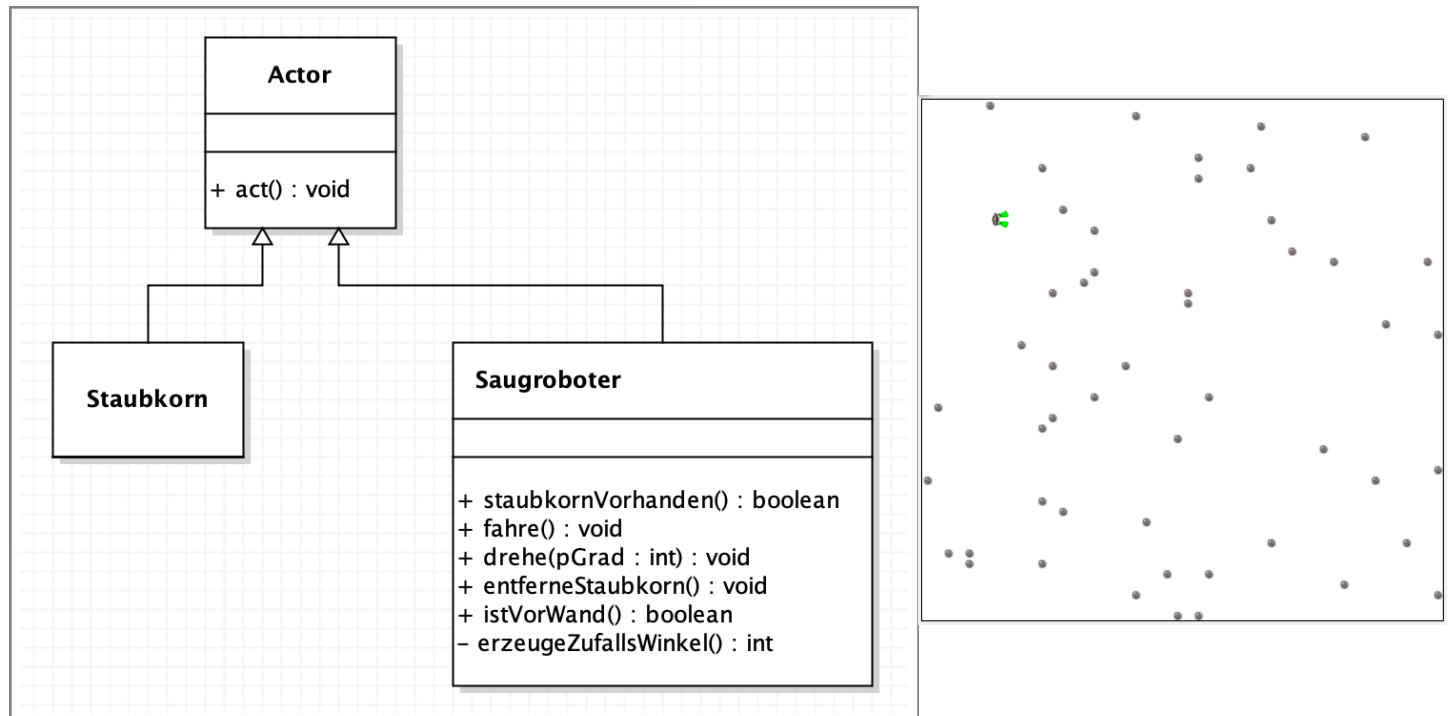 Actor
+ act() : void
Staubkorn
Saugroboter
+ staubkornVorhanden() : boolean
+ fahre() : void
+ drehe(pGrad : int) : void
+ entferneStaubkorn() : void
+ istVorWand() : boolean
– erzeugeZufallsWinkel() : int